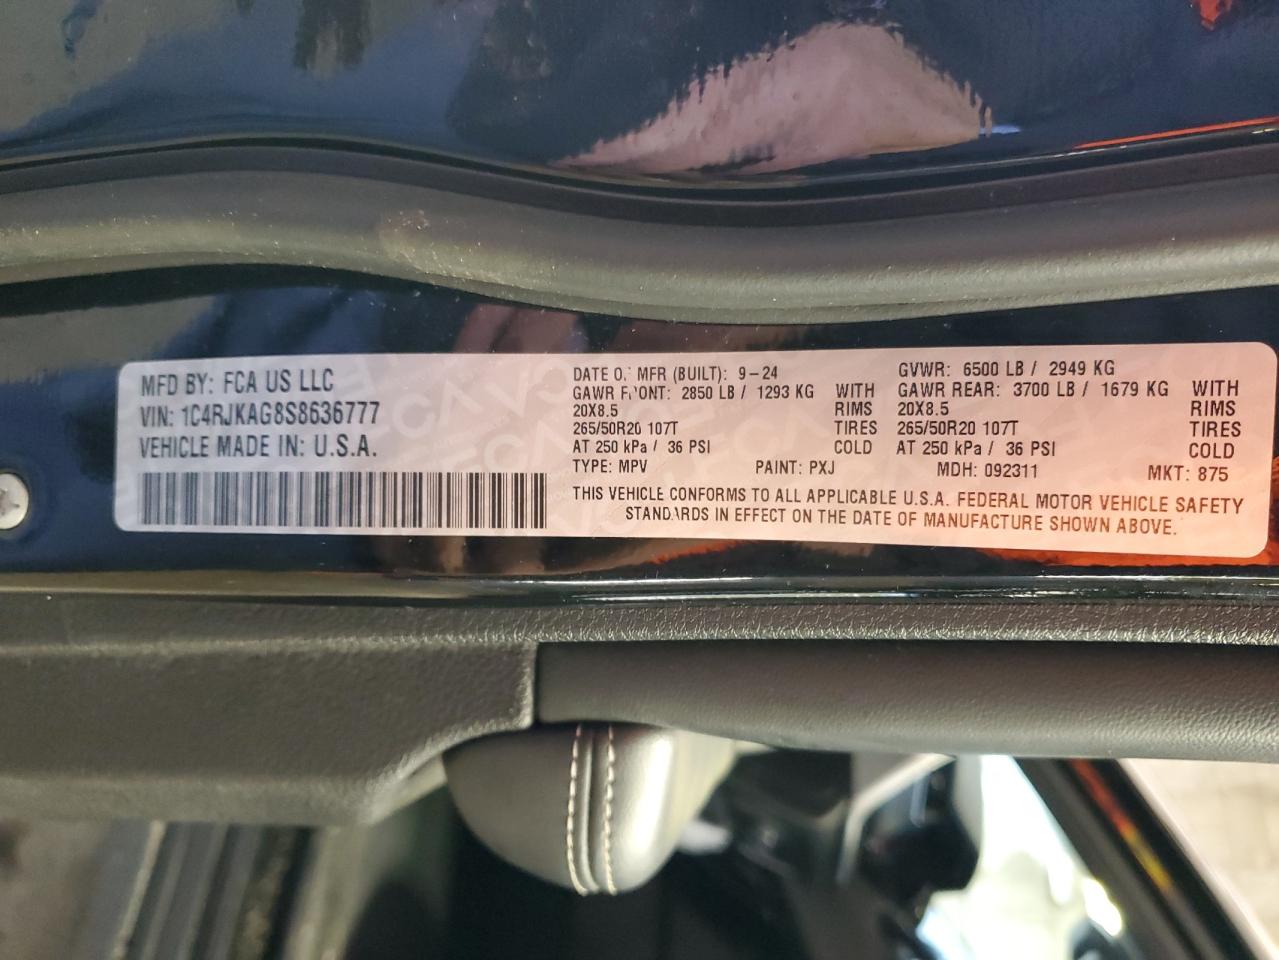 MFD BY: FCA US LLC
VIN: 1C4RJKAG8S8636777
VEHICLE MADE IN: U.S.A.
DATE O. MFR (BUILT): 9-24
GAWR F.ONT: 2850 LB / 1293 KG WITH
20X8.5 RIMS
265/50R20 107T TIRES
AT 250 kPa / 36 PSI COLD
TYPE: MPV PAINT: PXJ
GVWR: 6500 LB / 2949 KG
GAWR REAR: 3700 LB / 1679 KG WITH
20X8.5 RIMS
265/50R20 107T TIRES
AT 250 kPa / 36 PSI COLD
MDH: 092311 MKT: 875
THIS VEHICLE CONFORMS TO ALL APPLICABLE U.S.A. FEDERAL MOTOR VEHICLE SAFETY
STANDARDS IN EFFECT ON THE DATE OF MANUFACTURE SHOWN ABOVE.